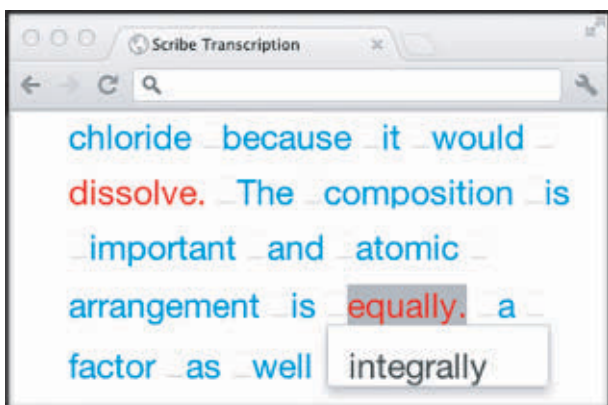 Scribe Transcription
chloride because it would
dissolve. The composition is
important and atomic
arrangement is equally. a
factor as well
integrally